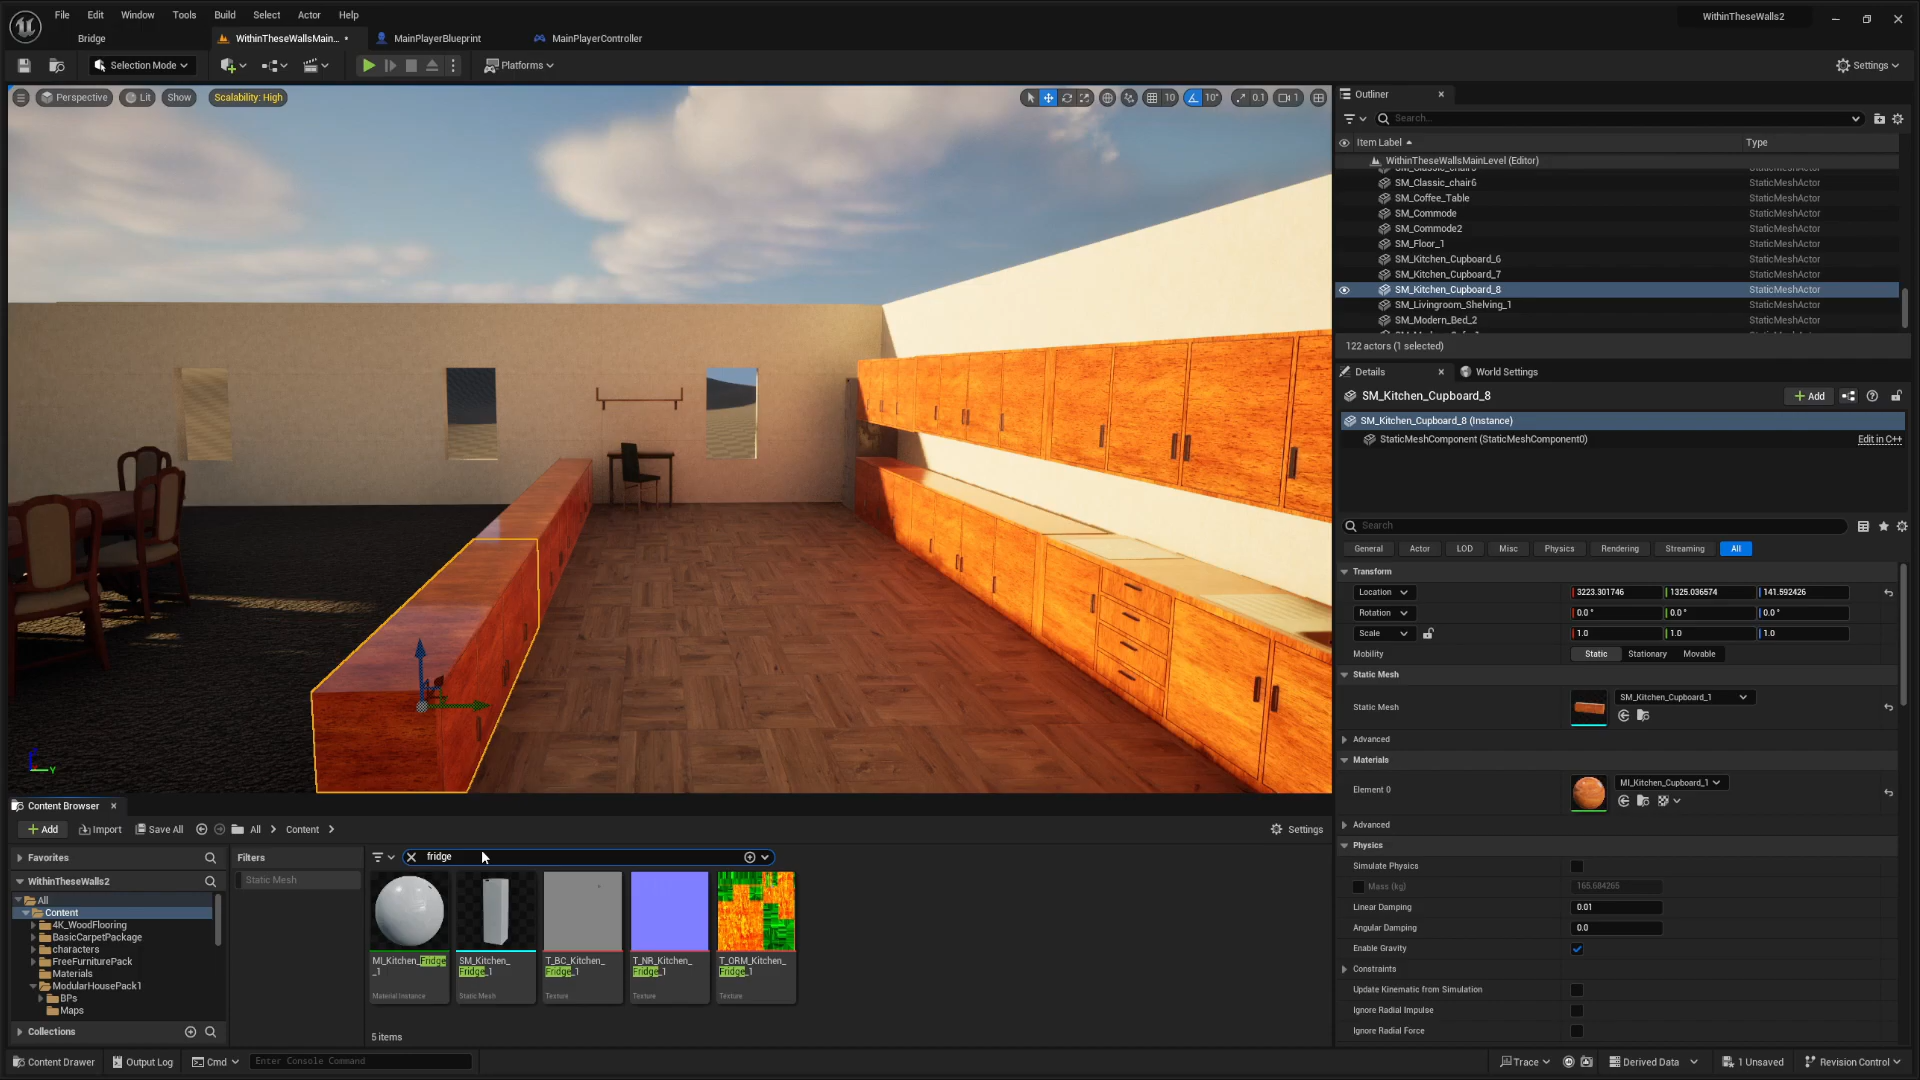 File Edit Window Tools Build Select Actor Help
WithinTheseWalls2
Bridge
WithinTheseWallsMain... •
MainPlayerBlueprint
MainPlayerController
Selection Mode
Platforms
Settings
Perspective
Lit
Show
Scalability: High
10
10°
0.1
1
Outliner
Search...
Item Label
Type
WithinTheseWallsMainLevel (Editor)
SM_Classic_chair6 StaticMeshActor
SM_Coffee_Table StaticMeshActor
SM_Commode StaticMeshActor
SM_Commode2 StaticMeshActor
SM_Floor_1 StaticMeshActor
SM_Kitchen_Cupboard_6 StaticMeshActor
SM_Kitchen_Cupboard_7 StaticMeshActor
SM_Kitchen_Cupboard_8 StaticMeshActor
SM_Livingroom_Shelving_1 StaticMeshActor
SM_Modern_Bed_2 StaticMeshActor
122 actors (1 selected)
Details
World Settings
SM_Kitchen_Cupboard_8
+ Add
SM_Kitchen_Cupboard_8 (Instance)
StaticMeshComponent (StaticMeshComponent0)
Edit in C++
Search
General Actor LOD Misc Physics Rendering Streaming All
Transform
Location 3223.301746 1325.036574 141.592426
Rotation 0.0° 0.0° 0.0°
Scale 1.0 1.0 1.0
Mobility Static Stationary Movable
Static Mesh
Static Mesh SM_Kitchen_Cupboard_1
Advanced
Materials
Element 0 MI_Kitchen_Cupboard_1
Advanced
Physics
Simulate Physics
Mass (kg) 165.684265
Linear Damping 0.01
Angular Damping 0.0
Enable Gravity
Constraints
Update Kinematic from Simulation
Ignore Radial Impulse
Ignore Radial Force
Content Browser
+ Add Import Save All All Content
Settings
Favorites
WithinTheseWalls2
All
Content
4K_WoodFlooring
BasicCarpetPackage
characters
FreeFurniturePack
Materials
ModularHousePack1
BPs
Maps
Collections
Filters
Static Mesh
fridge
MI_Kitchen_Fridge
_1
Material Instance
SM_Kitchen_
Fridge_1
Static Mesh
T_BC_Kitchen_
Fridge_1
Texture
T_NR_Kitchen_
Fridge_1
Texture
T_ORM_Kitchen_
Fridge_1
Texture
5 items
Content Drawer
Output Log
Cmd
Enter Console Command
Trace
Derived Data
1 Unsaved
Revision Control